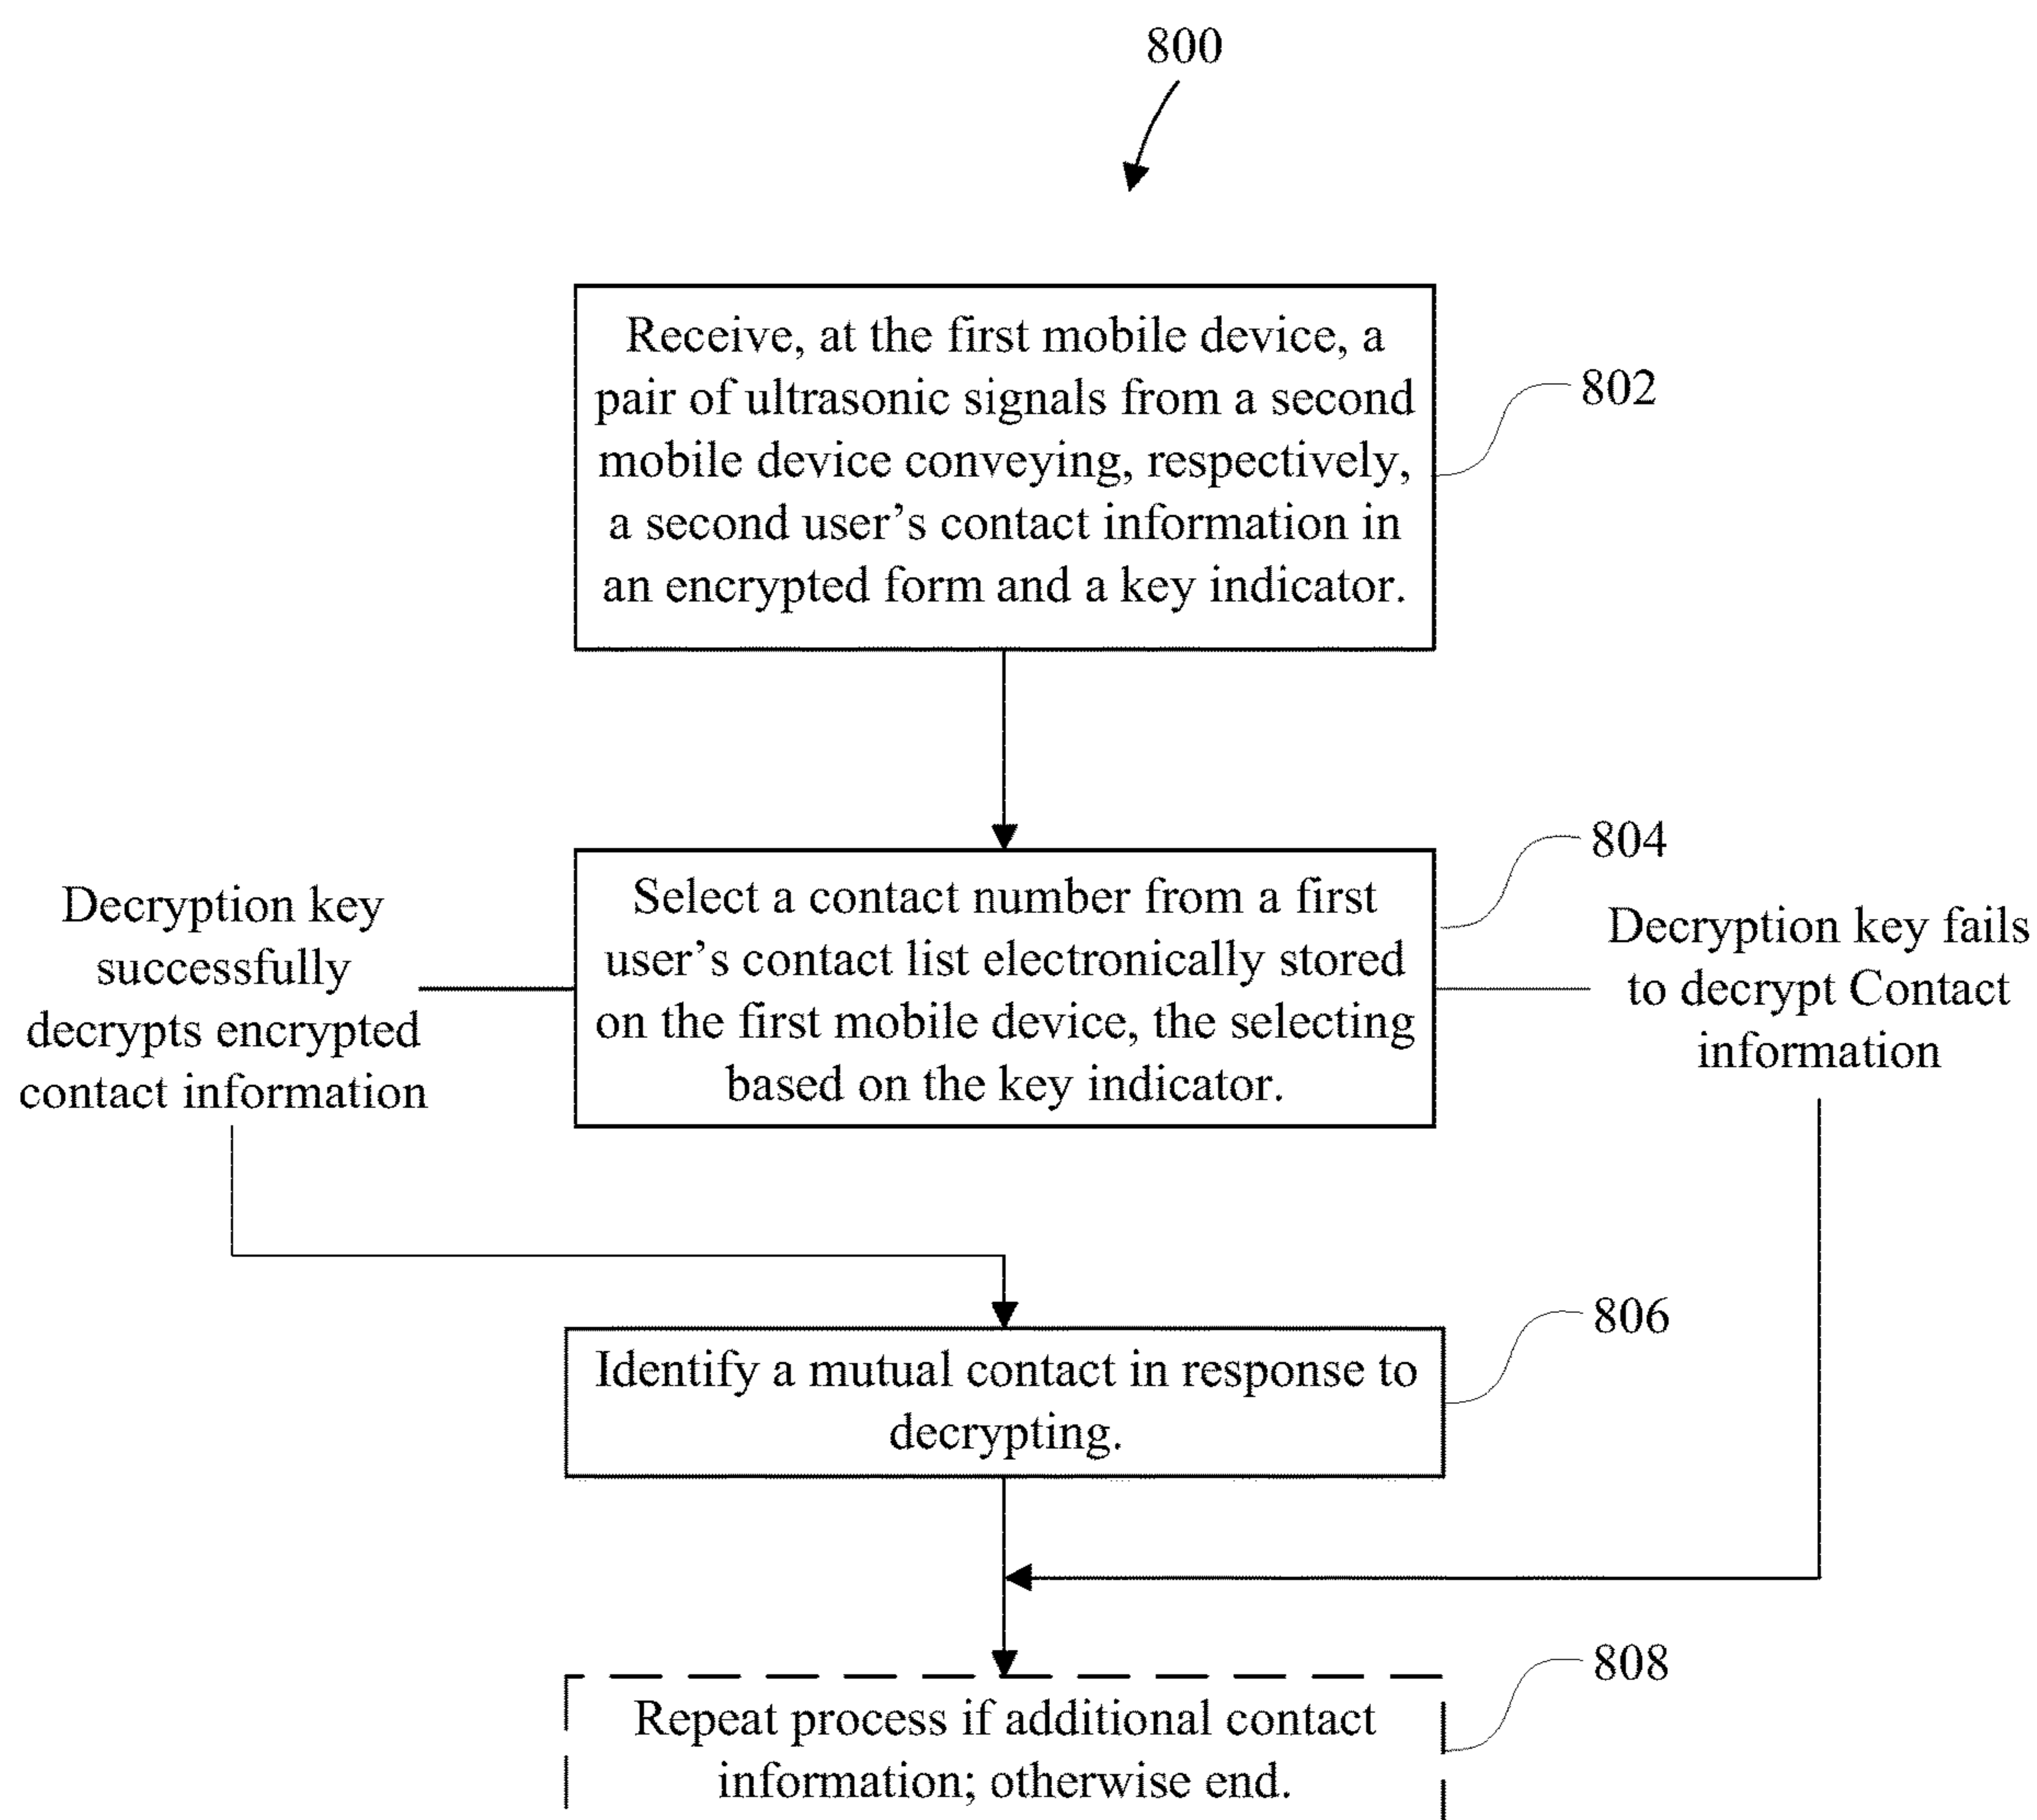 800
Receive, at the first mobile device, a
pair of ultrasonic signals from a second
mobile device conveying, respectively,
a second user’s contact information in
an encrypted form and a key indicator.
802
804
Select a contact number from a first
user’s contact list electronically stored
on the first mobile device, the selecting
based on the key indicator.
Decryption key
successfully
decrypts encrypted
contact information
Decryption key fails
to decrypt Contact
information
806
Identify a mutual contact in response to
decrypting.
808
Repeat process if additional contact
information; otherwise end.